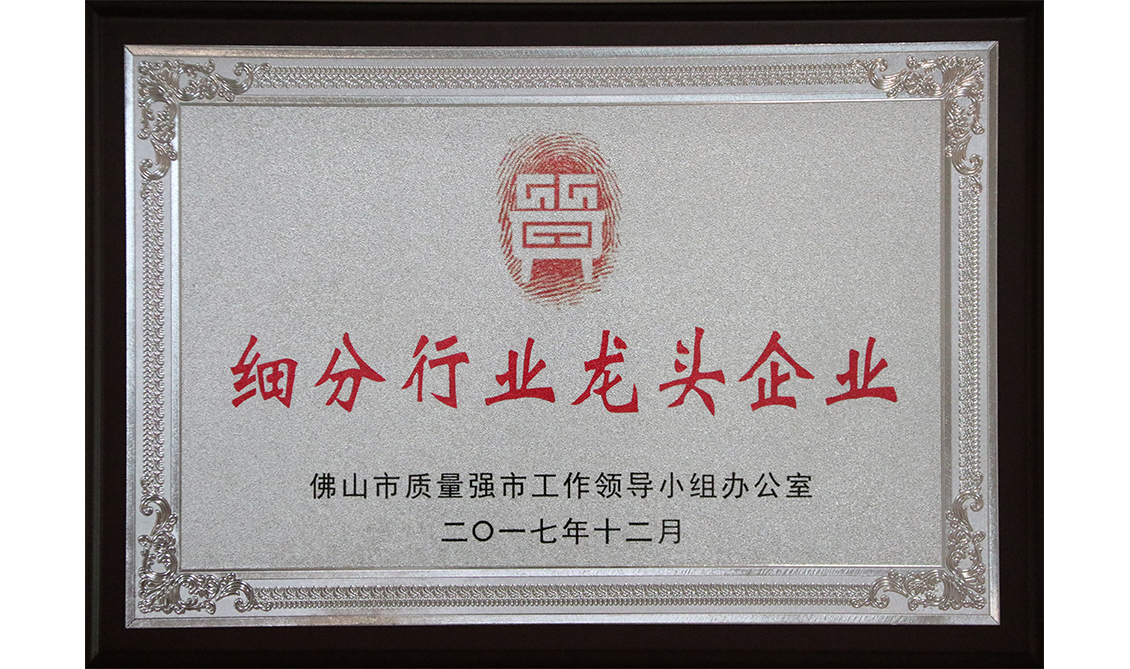 細分行业龙头企业
佛山市质量强市工作领导小组办公室
二〇一七年十二月